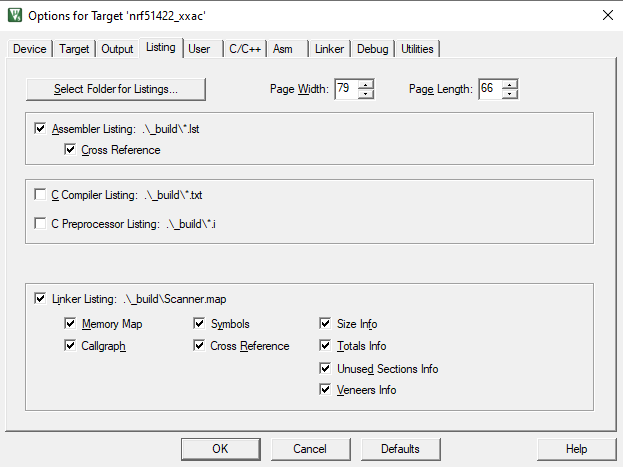 Options for Target 'nrf51422_xxac'
Device Target Output Listing User C/C++ Asm Linker Debug Utilities
Select Folder for Listings... Page Width: 79 Page Length: 66
Assembler Listing: .\_build\*.lst
Cross Reference
C Compiler Listing: .\_build\*.txt
C Preprocessor Listing: .\_build\*.i
Linker Listing: .\_build\Scanner.map
Memory Map Symbols Size Info
Callgraph Cross Reference Totals Info
Unused Sections Info
Veneers Info
OK Cancel Defaults Help